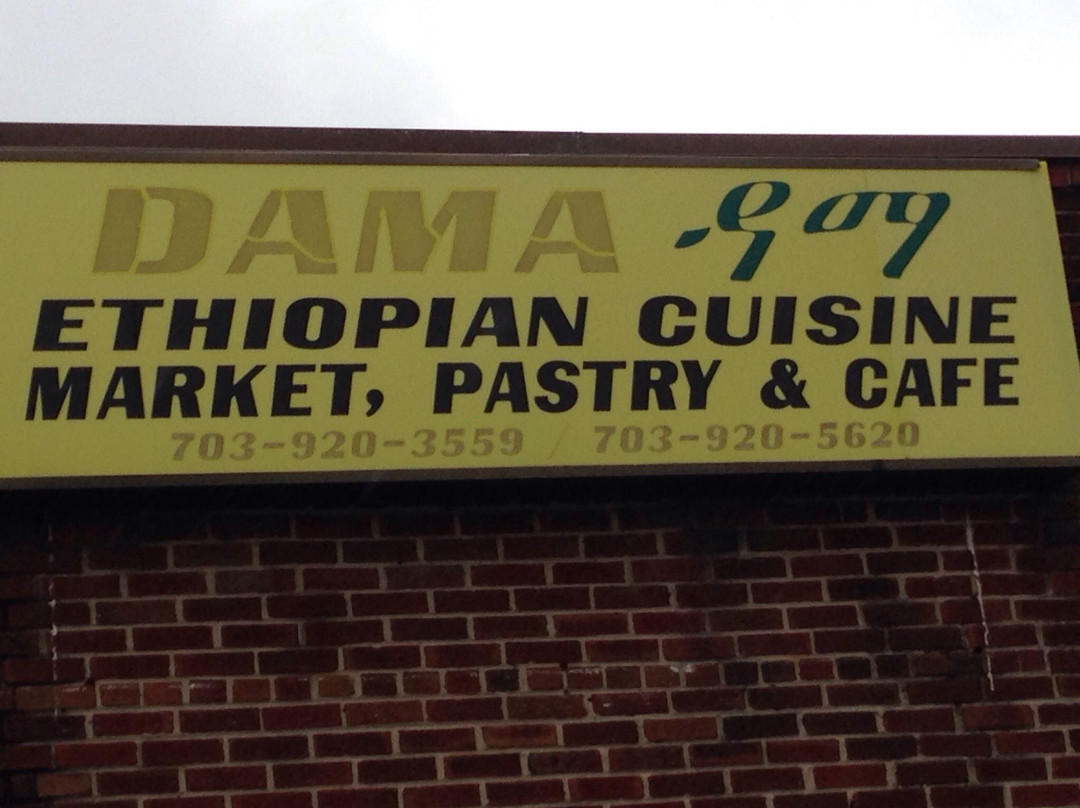 DAMA ዳማ
ETHIOPIAN CUISINE
MARKET, PASTRY & CAFE
703-920-3559 703-920-5620